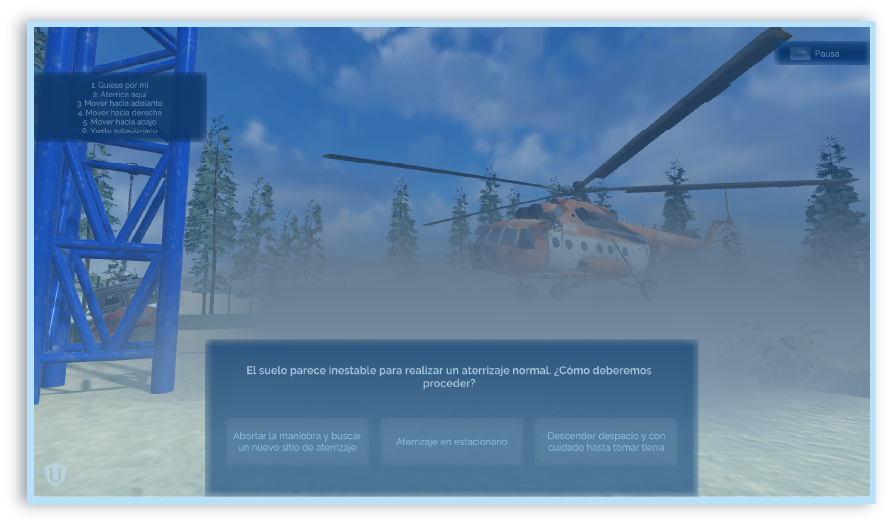 1. Guíese por mí
2. Aterrice aquí
3. Mover hacia adelante
4. Mover hacia derecha
5. Mover hacia abajo
6. Vuelo estacionario
Pausa
El suelo parece inestable para realizar un aterrizaje normal. ¿Cómo deberemos
proceder?
Abortar la maniobra y buscar
un nuevo sitio de aterrizaje
Aterrizaje en estacionario
Descender despacio y con
cuidado hasta tomar tierra
U